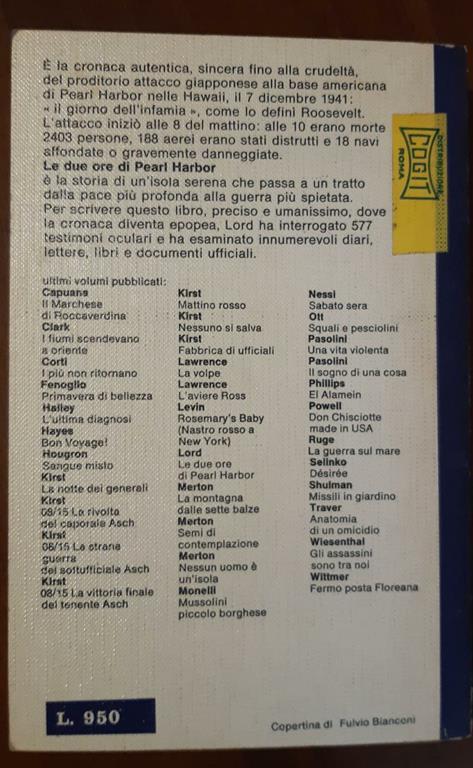 È la cronaca autentica, sincera fino alla crudeltà,
del proditorio attacco giapponese alla base americana
di Pearl Harbor nelle Hawaii, il 7 dicembre 1941:
« il giorno dell'infamia », come lo definì Roosevelt.
L'attacco iniziò alle 8 del mattino: alle 10 erano morte
2403 persone, 188 aerei erano stati distrutti e 18 navi
affondate o gravemente danneggiate.
Le due ore di Pearl Harbor
è la storia di un'isola serena che passa a un tratto
dalla pace più profonda alla guerra più spietata.
Per scrivere questo libro, preciso e umanissimo, dove
la cronaca diventa epopea, Lord ha interrogato 577
testimoni oculari e ha esaminato innumerevoli diari,
lettere, libri e documenti ufficiali.
DISTRIBUZIONE
COGIT
ROMA
ultimi volumi pubblicati:
Capuana
Il Marchese
di Roccaverdina
Clark
I fiumi scendevano
a oriente
Corti
I più non ritornano
Fenoglio
Primavera di bellezza
Hailey
L'ultima diagnosi
Hayes
Bon Voyage!
Hougron
Sangue misto
Kirst
La notte dei generali
Kirst
08/15 La rivolta
del caporale Asch
Kirst
08/15 La strana
guerra
del sottufficiale Asch
Kirst
08/15 La vittoria finale
del tenente Asch
Kirst
Mattino rosso
Kirst
Nessuno si salva
Kirst
Fabbrica di ufficiali
Lawrence
La volpe
Lawrence
L'aviere Ross
Levin
Rosemary's Baby
(Nastro rosso a
New York)
Lord
Le due ore
di Pearl Harbor
Merton
La montagna
dalle sette balze
Merton
Semi di
contemplazione
Merton
Nessun uomo è
un'isola
Monelli
Mussolini
piccolo borghese
Nessi
Sabato sera
Ott
Squali e pesciolini
Pasolini
Una vita violenta
Pasolini
Il sogno di una cosa
Phillips
El Alamein
Powell
Don Chisciotte
made in USA
Ruge
La guerra sul mare
Selinko
Désirée
Shulman
Missili in giardino
Traver
Anatomia
di un omicidio
Wiesenthal
Gli assassini
sono tra noi
Wittmer
Fermo posta Floreana
L. 950
Copertina di Fulvio Bianconi